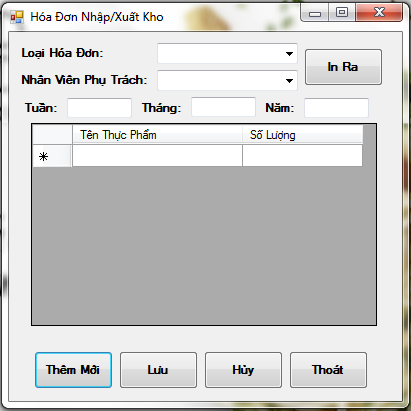 Hóa Đơn Nhập/Xuất Kho
Loại Hóa Đơn:
In Ra
Nhân Viên Phụ Trách:
Tuần: Tháng: Năm:
Tên Thực Phẩm Số Lượng
Thêm Mới Lưu Hủy Thoát